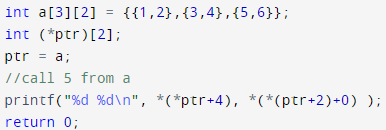 int a[3][2] = {{1,2},{3,4},{5,6}};
int (*ptr)[2];
ptr = a;
//call 5 from a
printf("%d %d\n", *(*ptr+4), *(*(ptr+2)+0) );
return 0;